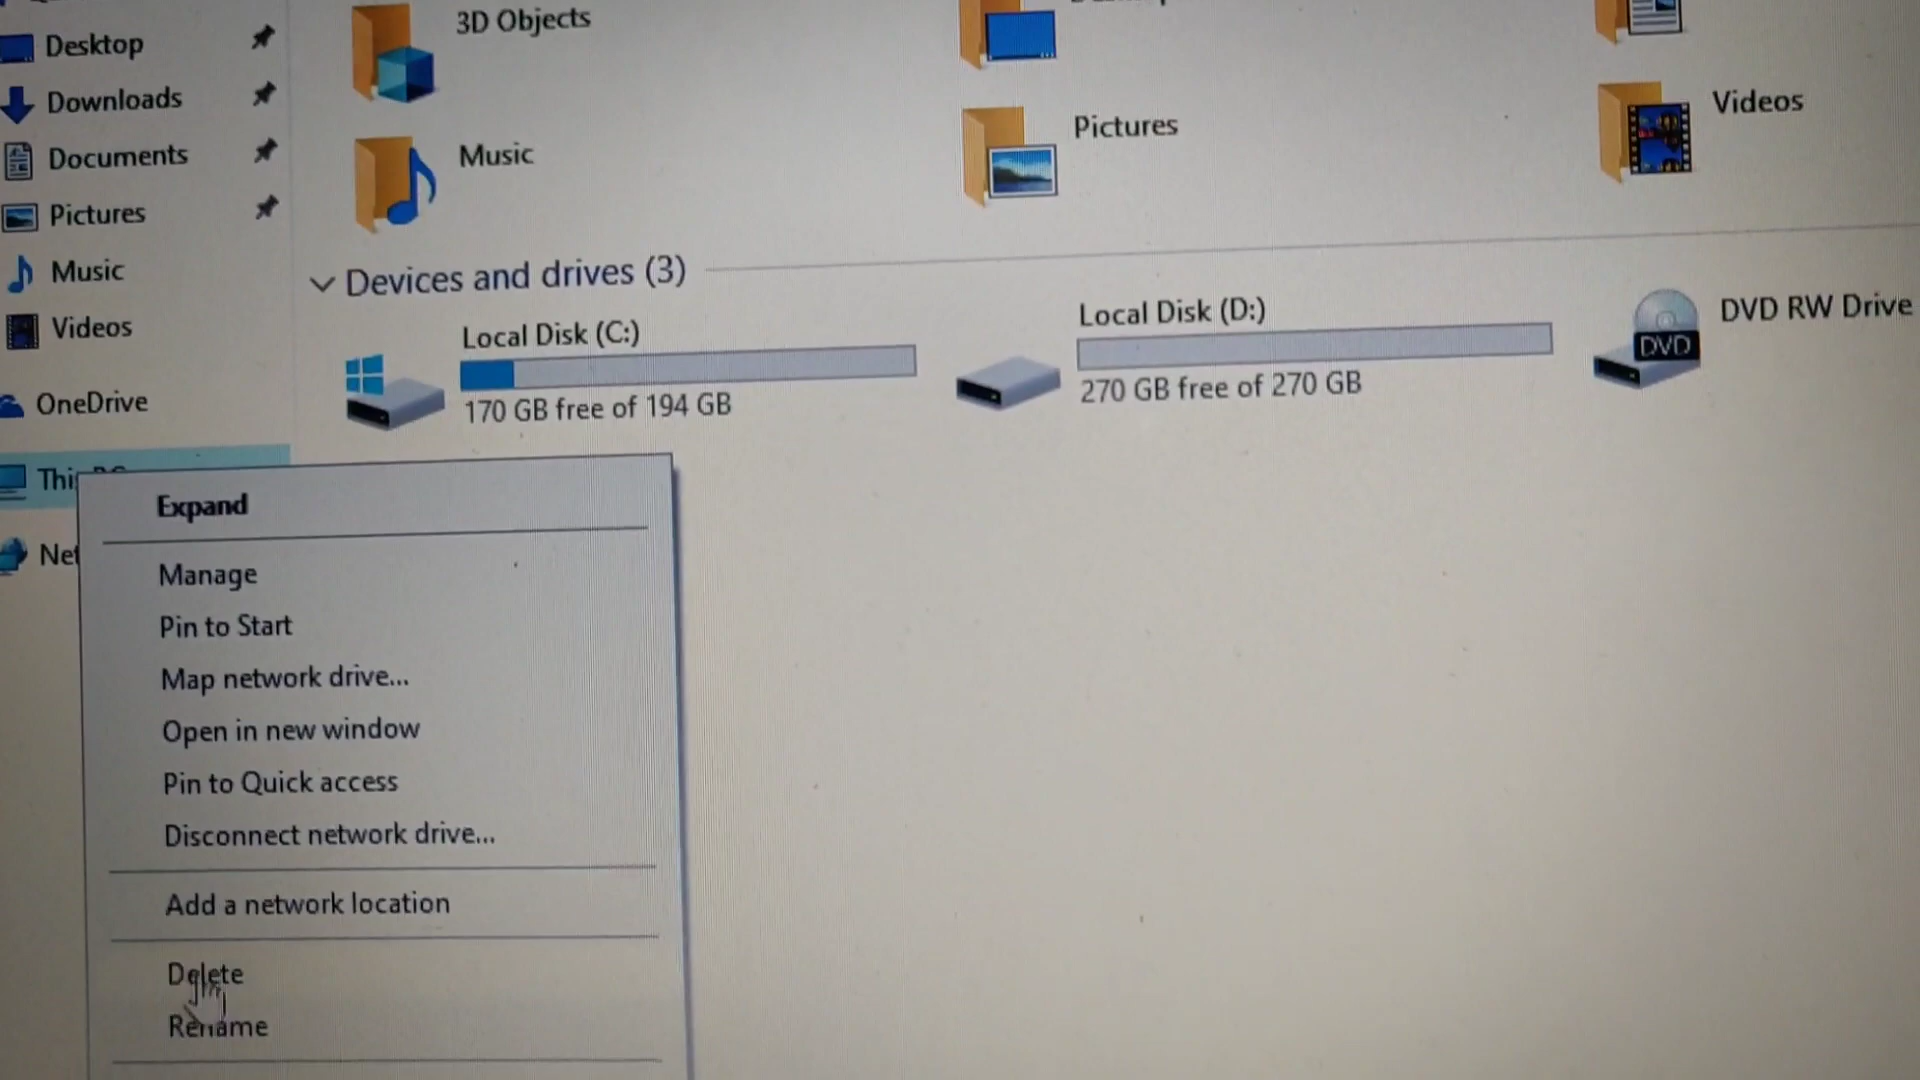 Desktop
Downloads
Documents
Pictures
Music
Videos
OneDrive
3D Objects
Music
Pictures
Videos
Devices and drives (3)
Local Disk (C:)
170 GB free of 194 GB
Local Disk (D:)
270 GB free of 270 GB
DVD
DVD RW Drive
Expand
Manage
Pin to Start
Map network drive...
Open in new window
Pin to Quick access
Disconnect network drive...
Add a network location
Delete
Rename